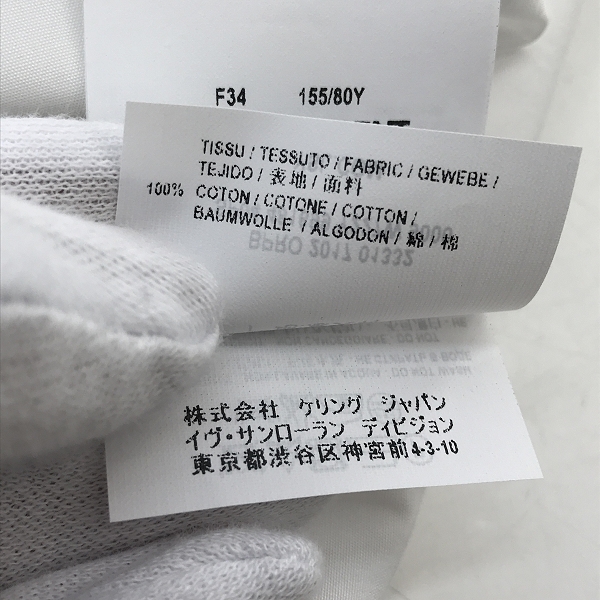 F34 155/80Y
TISSU / TESSUTO / FABRIC / GEWEBE /
TEJIDO / 表地 / 面料
100% COTON / COTONE / COTTON /
BAUMWOLLE / ALGODON / 綿 / 棉
BPRO 2017 01332
株式会社 ケリング ジャパン
イヴ・サンローラン ディビジョン
東京都渋谷区神宮前4-3-10